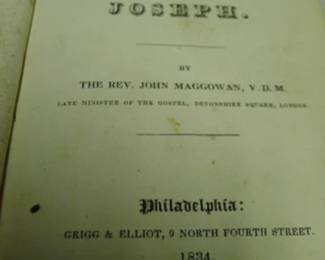 JOSEPH.
BY
THE REV. JOHN MAGGOWAN, V. D. M.
LATE MINISTER OF THE GOSPEL, DEVONSHIRE SQUARE, LONDON.
Philadelphia:
GRIGG & ELLIOT, 9 NORTH FOURTH STREET.
1834.